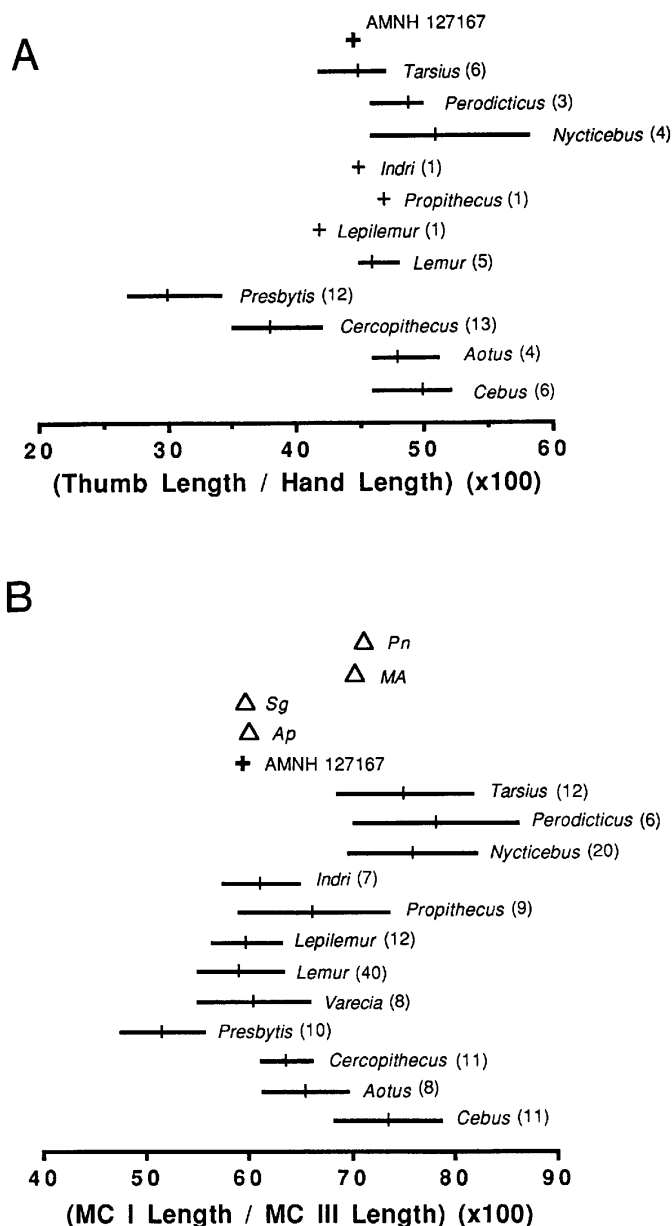 A
AMNH 127167
Tarsius (6)
Perodicticus (3)
Nycticebus (4)
Indri (1)
Propithecus (1)
Lepilemur (1)
Lemur (5)
Presbytis (12)
Cercopithecus (13)
Aotus (4)
Cebus (6)
20 30 40 50 60
(Thumb Length / Hand Length) (x100)
B
Pn
MA
Sg
Ap
AMNH 127167
Tarsius (12)
Perodicticus (6)
Nycticebus (20)
Indri (7)
Propithecus (9)
Lepilemur (12)
Lemur (40)
Varecia (8)
Presbytis (10)
Cercopithecus (11)
Aotus (8)
Cebus (11)
40 50 60 70 80 90
(MC I Length / MC III Length) (x100)